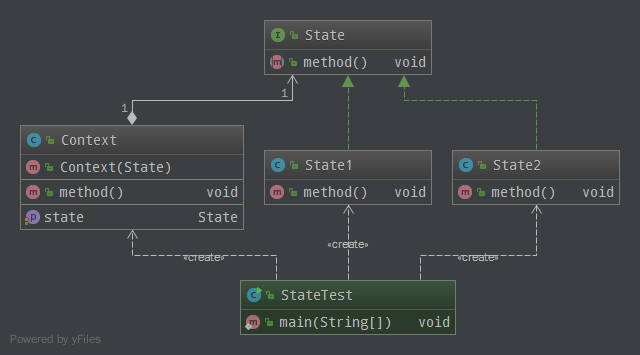 I State
m method() void
1
1
C Context
m Context(State)
m method() void
p state State
C State1
m method() void
C State2
m method() void
«create»
«create»
«create»
C StateTest
m main(String[]) void
Powered by yFiles